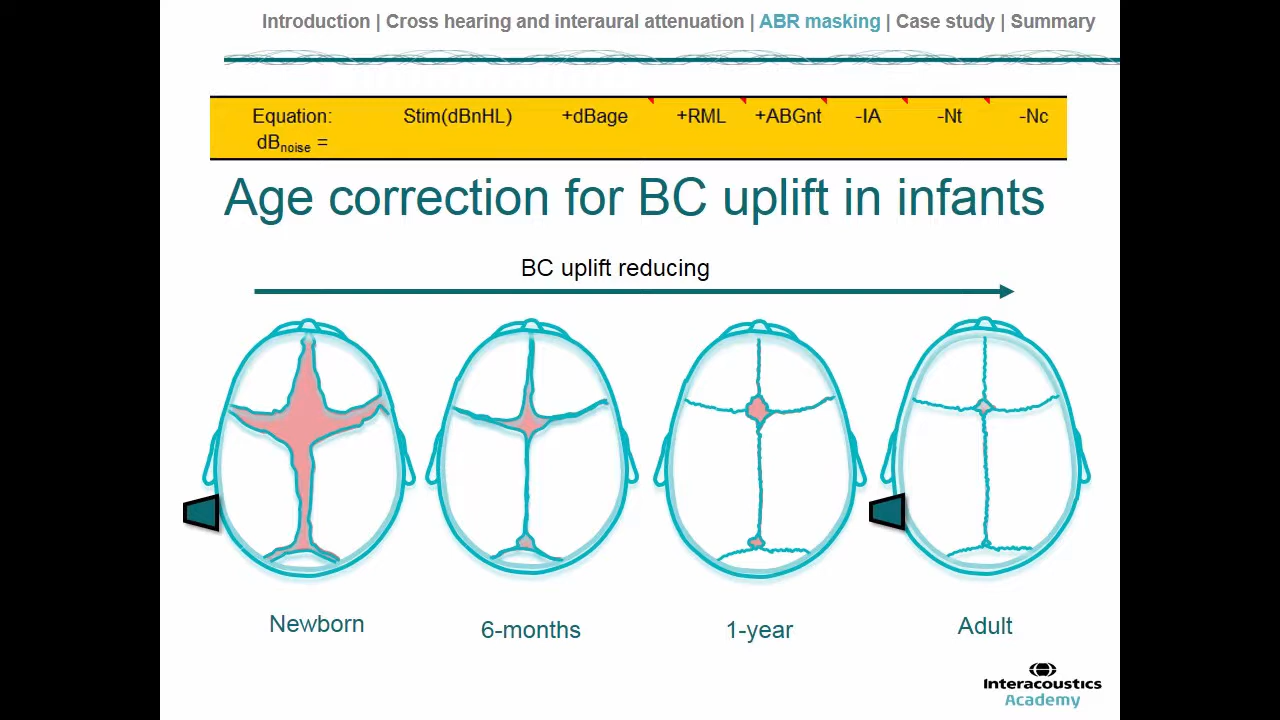 Introduction | Cross hearing and interaural attenuation | ABR masking | Case study | Summary
Equation: Stim(dBnHL) +dBage +RML +ABGnt -IA -Nt -Nc
dBnoise =
Age correction for BC uplift in infants
BC uplift reducing
Newborn 6-months 1-year Adult
Interacoustics
Academy